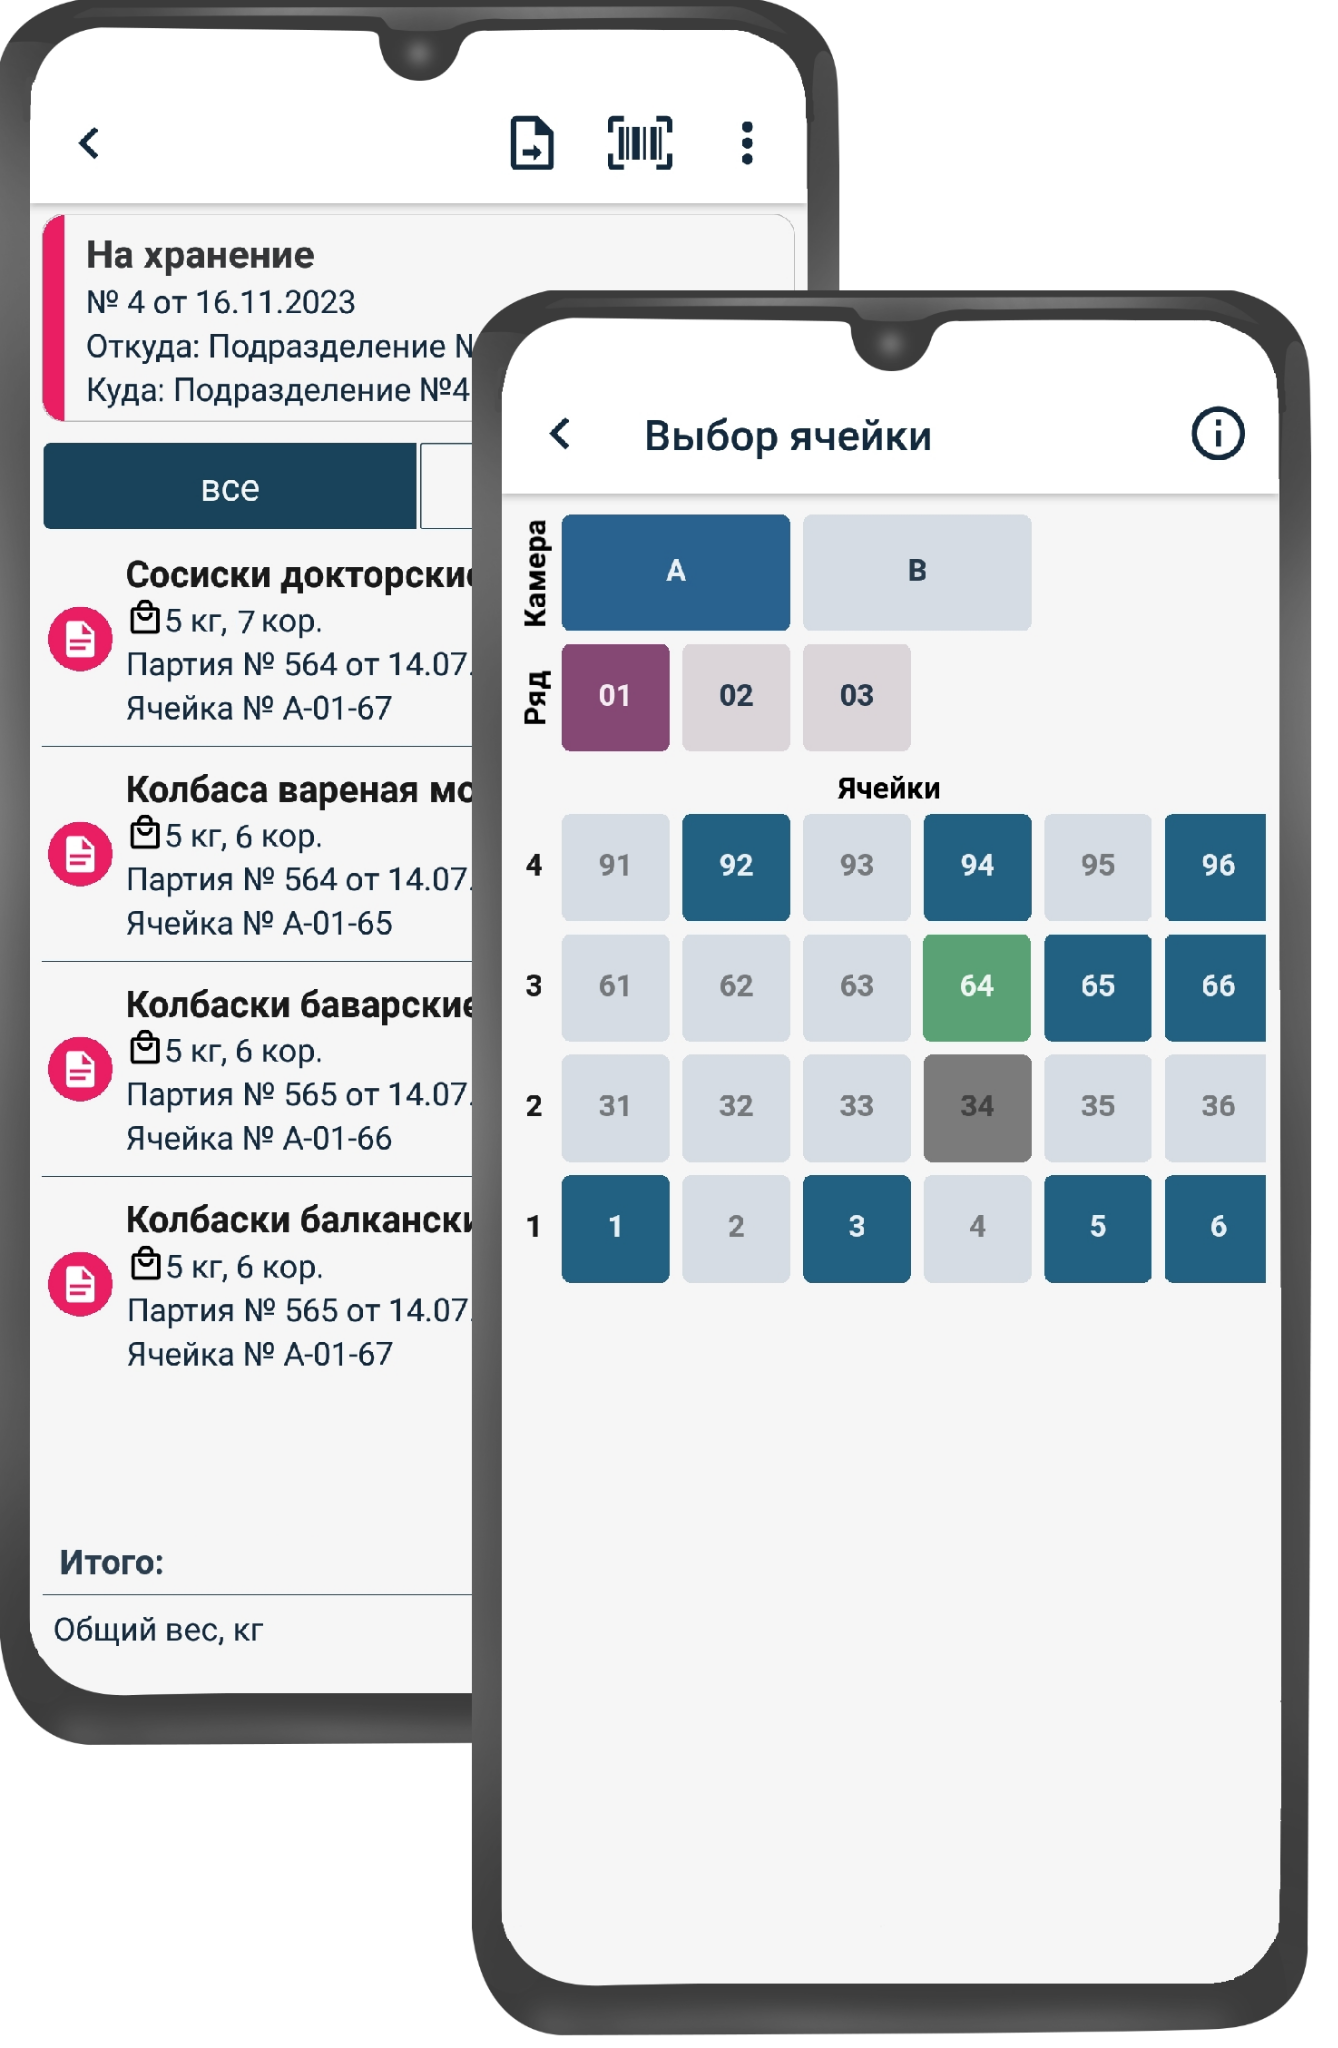 На хранение
№ 4 от 16.11.2023
Откуда: Подразделение
Куда: Подразделение №4
все
Сосиски докторские
5 кг, 7 кор.
Партия № 564 от 14.07.
Ячейка № А-01-67
Колбаса вареная
5 кг, 6 кор.
Партия № 564 от 14.07.
Ячейка № А-01-65
Колбаски баварские
5 кг, 6 кор.
Партия № 565 от 14.07.
Ячейка № А-01-66
Колбаски
5 кг, 6 кор.
Партия № 565 от 14.07.
Ячейка № А-01-67
Итого:
Общий вес, кг
Выбор ячейки
Камера
A B
Ряд
01 02 03
Ячейки
4 91 92 93 94 95 96
3 61 62 63 64 65 66
2 31 32 33 34 35 36
1 1 2 3 4 5 6